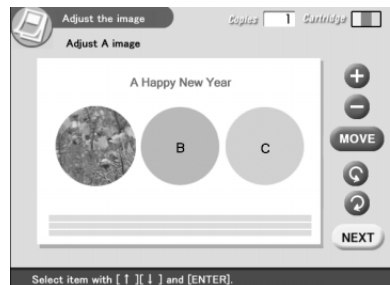 Adjust the image
Copies 1 Cartridge
Adjust A image
A Happy New Year
B
C
+
−
MOVE
NEXT
Select item with [ ↑ ][ ↓ ] and [ENTER].